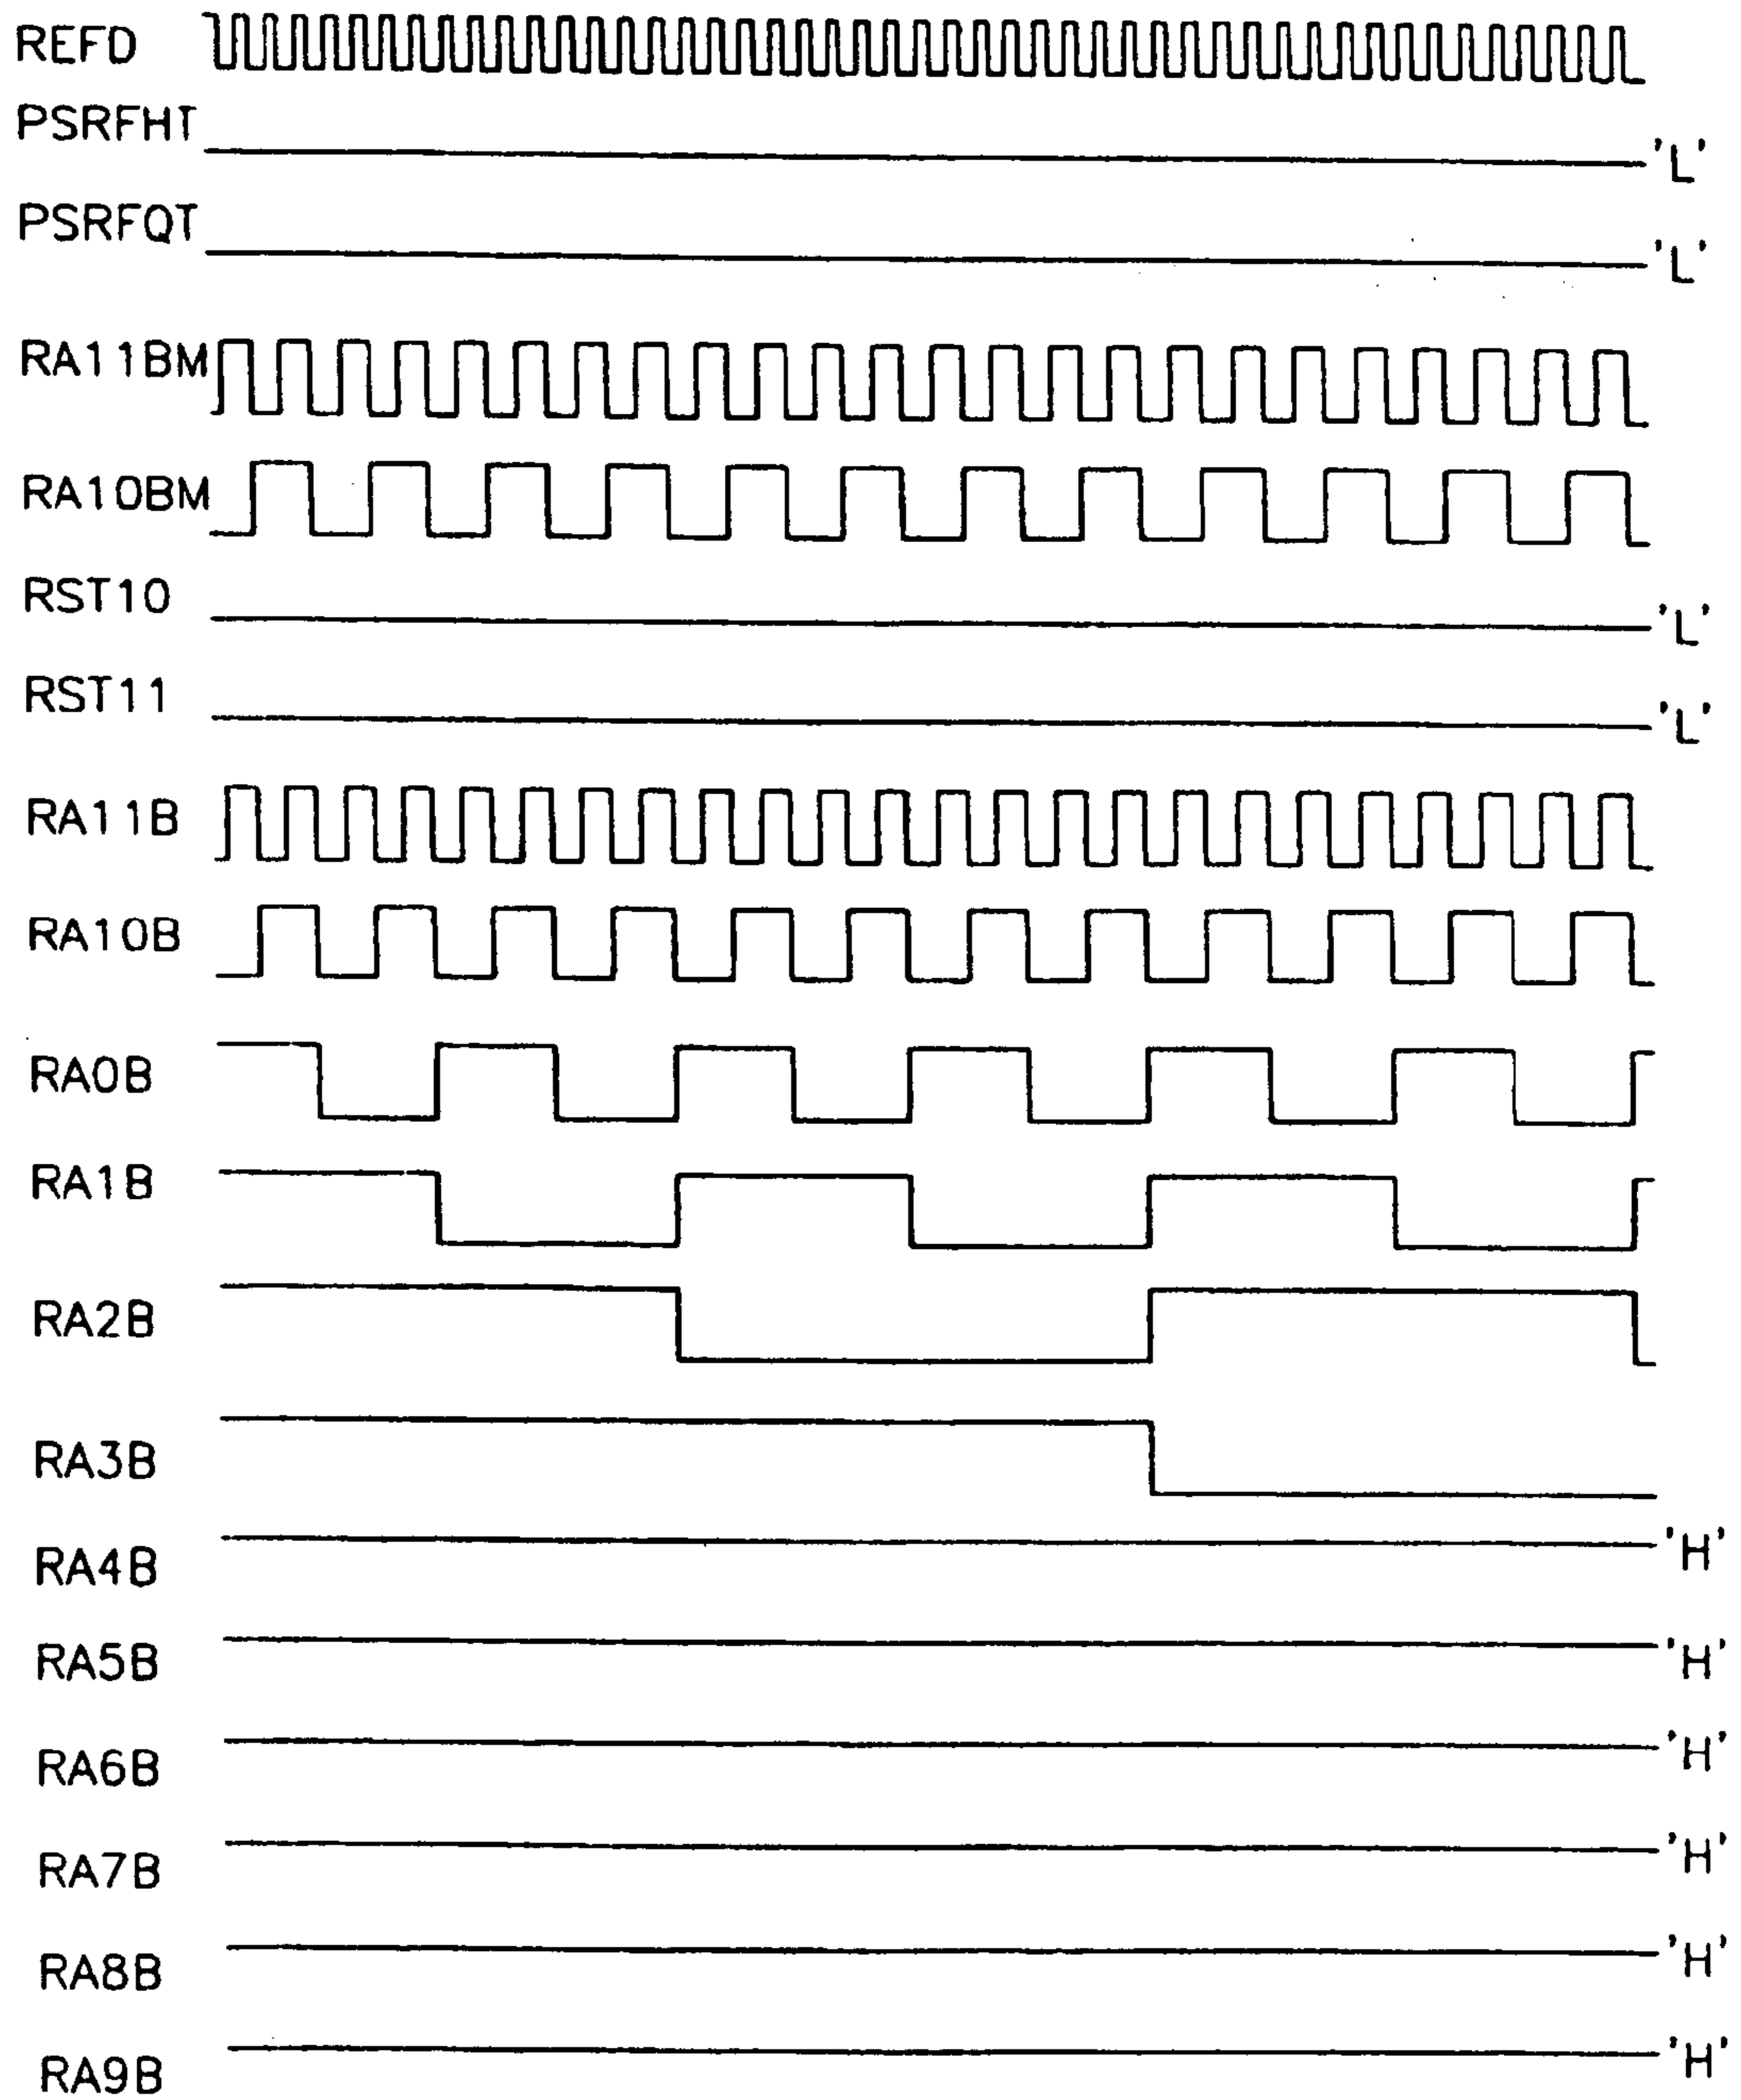 REFD
PSRFHT
'L'
PSRFQT
'L'
RA11BM
RA10BM
RST10
'L'
RST11
'L'
RA11B
RA10B
RA0B
RA1B
RA2B
RA3B
RA4B
'H'
RA5B
'H'
RA6B
'H'
RA7B
'H'
RA8B
'H'
RA9B
'H'